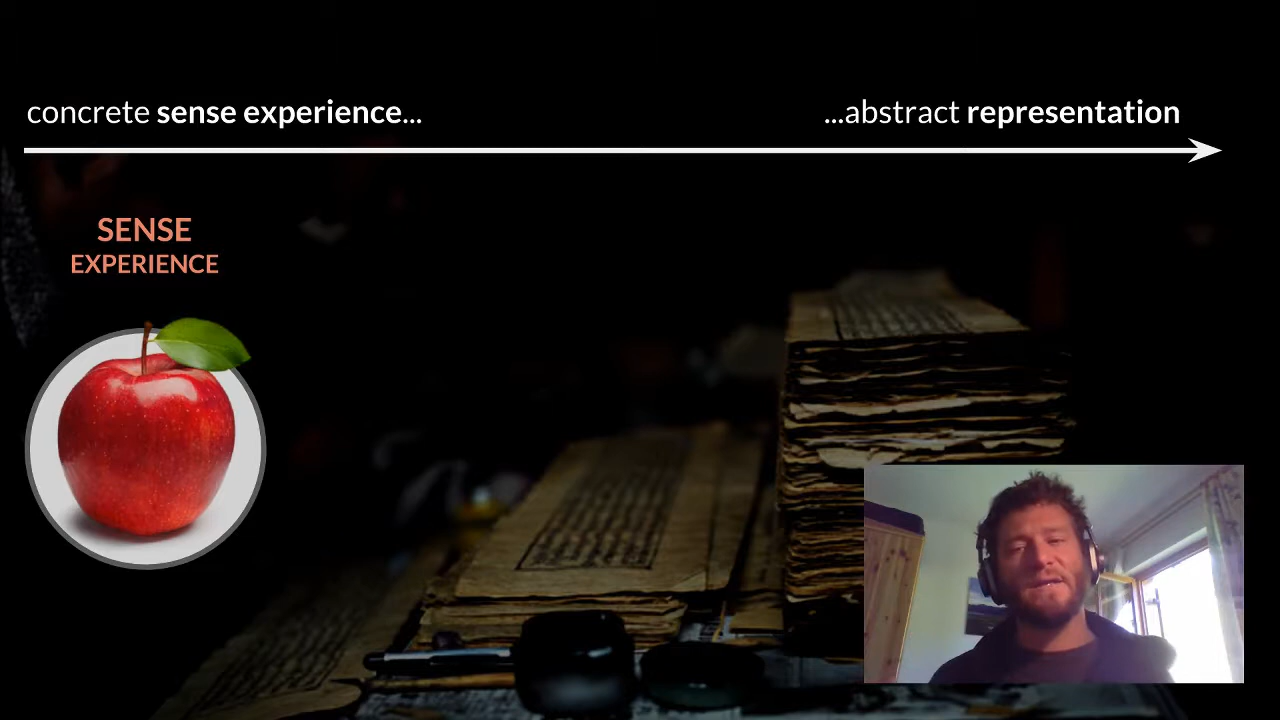 concrete sense experience...
...abstract representation
SENSE
EXPERIENCE